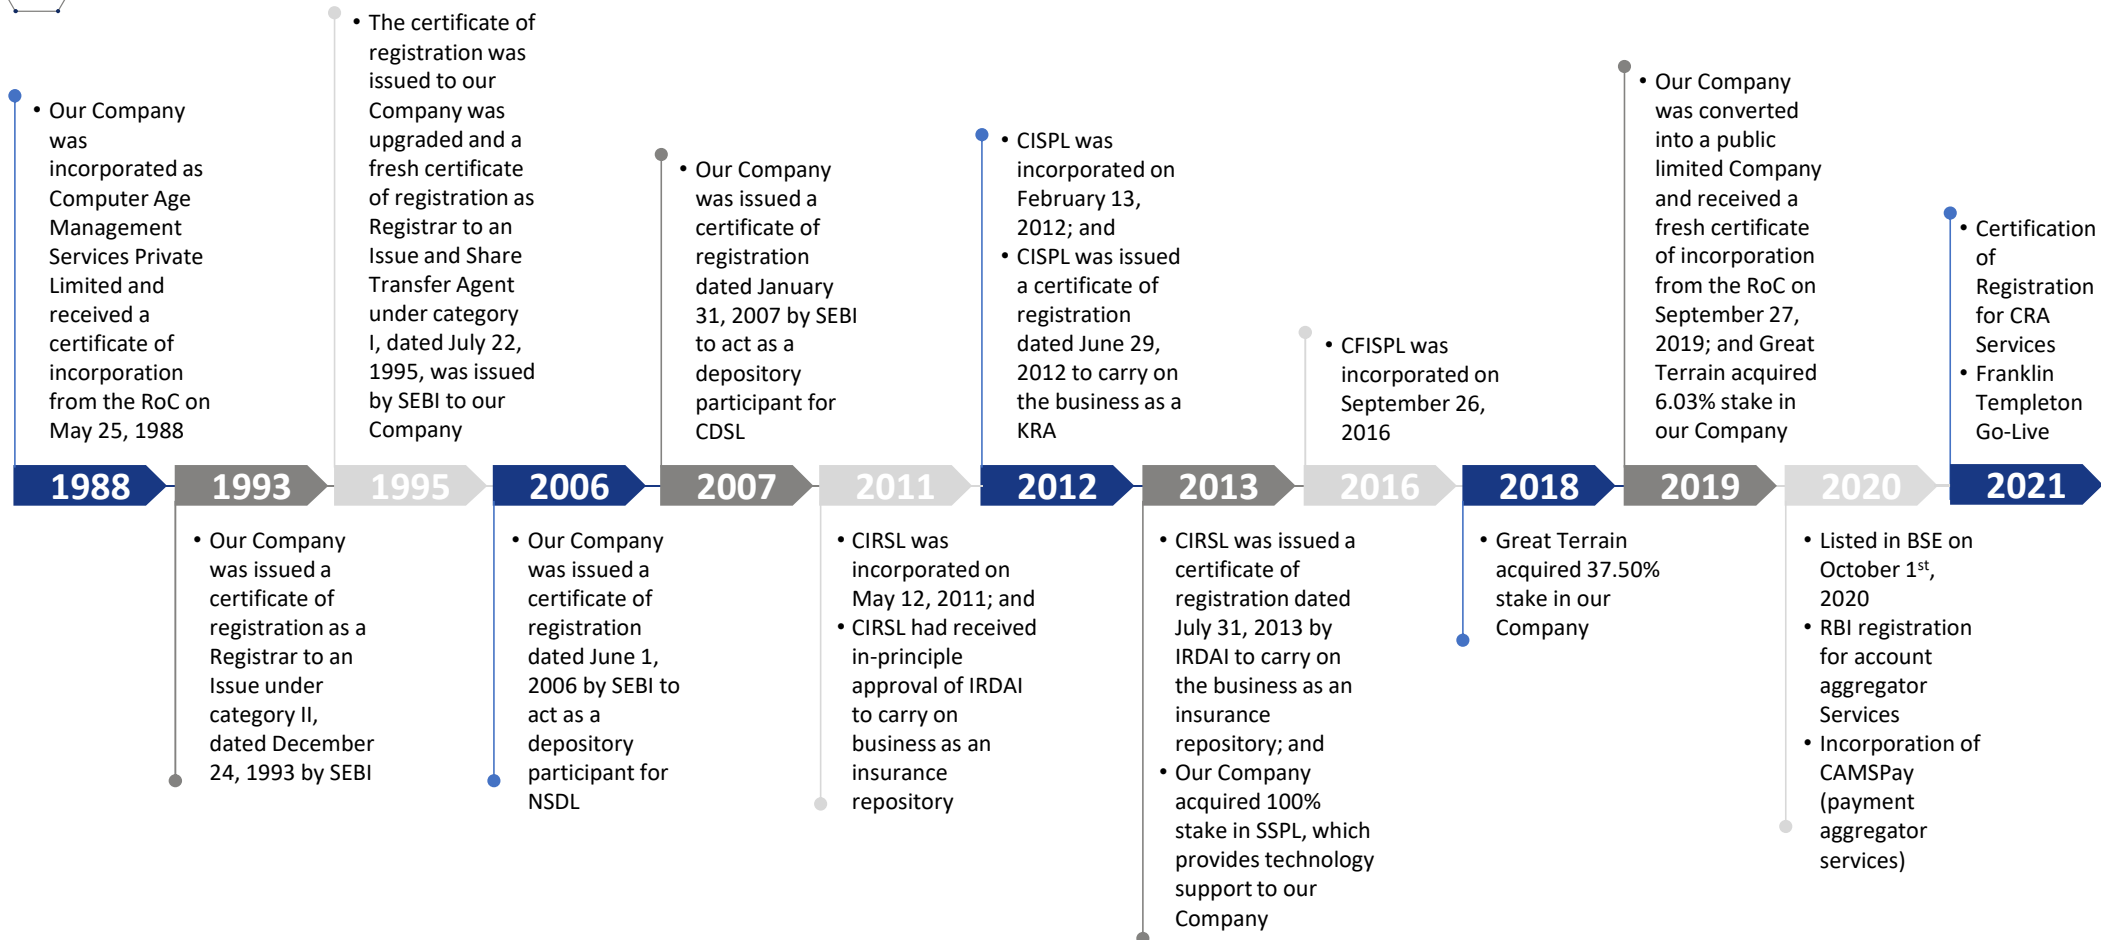 • Our Company
was
incorporated as
Computer Age
Management
Services Private
Limited and
received a
certificate of
incorporation
from the RoC on
May 25, 1988
• The certificate of
registration was
issued to our
Company was
upgraded and a
fresh certificate
of registration as
Registrar to an
Issue and Share
Transfer Agent
under category
I, dated July 22,
1995, was issued
by SEBI to our
Company
• Our Company
was issued a
certificate of
registration
dated January
31, 2007 by SEBI
to act as a
depository
participant for
CDSL
• CISPL was
incorporated on
February 13,
2012; and
• CISPL was issued
a certificate of
registration
dated June 29,
2012 to carry on
the business as a
KRA
• CFISPL was
incorporated on
September 26,
2016
• Our Company
was converted
into a public
limited Company
and received a
fresh certificate
of incorporation
from the RoC on
September 27,
2019; and Great
Terrain acquired
6.03% stake in
our Company
• Certification
of
Registration
for CRA
Services
• Franklin
Templeton
Go-Live
1988 1993 1995 2006 2007 2011 2012 2013 2016 2018 2019 2020 2021
• Our Company
was issued a
certificate of
registration as a
Registrar to an
Issue under
category II,
dated December
24, 1993 by SEBI
• Our Company
was issued a
certificate of
registration
dated June 1,
2006 by SEBI to
act as a
depository
participant for
NSDL
• CIRSL was
incorporated on
May 12, 2011; and
• CIRSL had received
in-principle
approval of IRDAI
to carry on
business as an
insurance
repository
• CIRSL was issued a
certificate of
registration dated
July 31, 2013 by
IRDAI to carry on
the business as an
insurance
repository; and
• Our Company
acquired 100%
stake in SSPL, which
provides technology
support to our
Company
• Great Terrain
acquired 37.50%
stake in our
Company
• Listed in BSE on
October 1st,
2020
• RBI registration
for account
aggregator
Services
• Incorporation of
CAMSPay
(payment
aggregator
services)